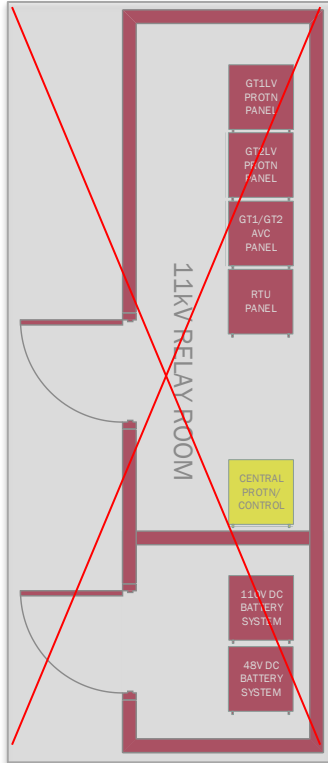 GT1LV
PROTN
PANEL
GT2LV
PROTN
PANEL
GT1/GT2
AVC
PANEL
RTU
PANEL
11kV RELAY ROOM
CENTRAL
PROTN/
CONTROL
110V DC
BATTERY
SYSTEM
48V DC
BATTERY
SYSTEM